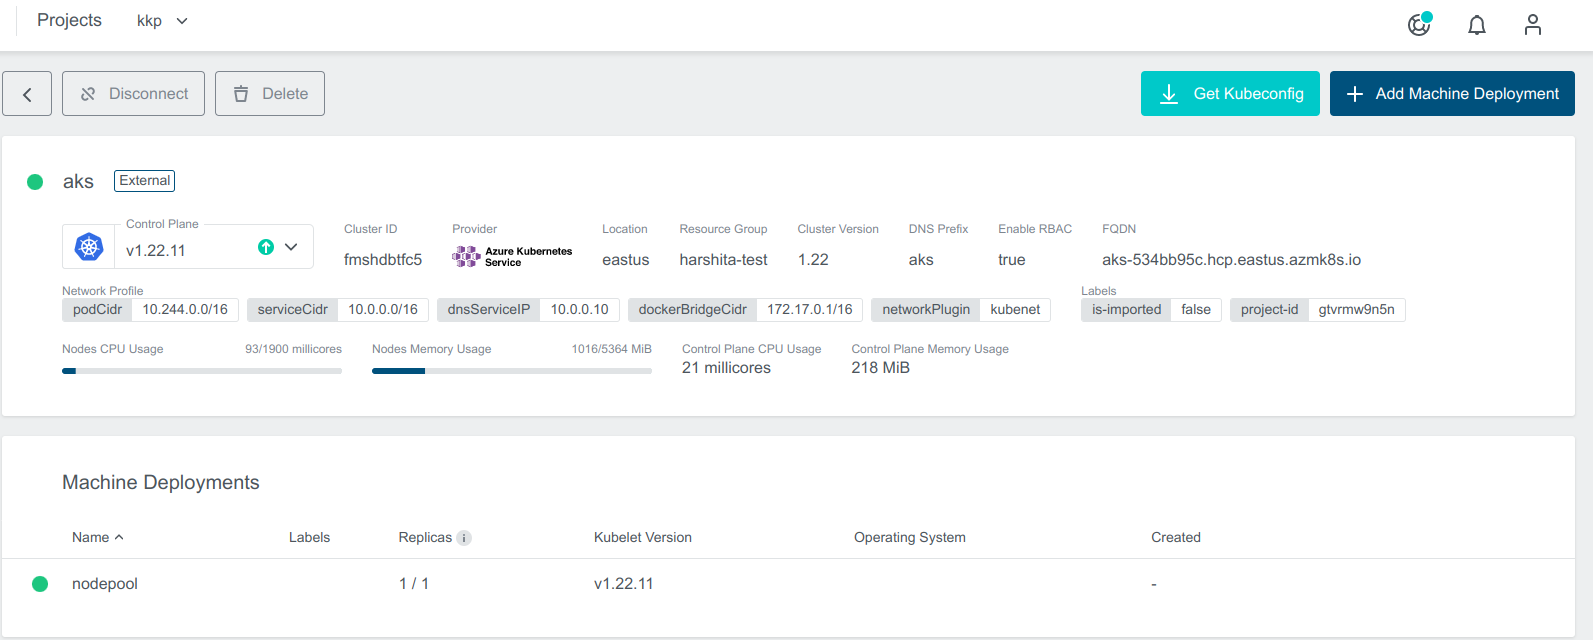 Projects kkp
Disconnect Delete Get Kubeconfig Add Machine Deployment
aks External
Control Plane
v1.22.11
Cluster ID
fmshdbtfc5
Provider
Azure Kubernetes
Service
Location
eastus
Resource Group
harshita-test
Cluster Version
1.22
DNS Prefix
aks
Enable RBAC
true
FQDN
aks-534bb95c.hcp.eastus.azmk8s.io
Network Profile
podCidr 10.244.0.0/16 serviceCidr 10.0.0.0/16 dnsServiceIP 10.0.0.10 dockerBridgeCidr 172.17.0.1/16 networkPlugin kubenet
Labels
is-imported false project-id gtvrmw9n5n
Nodes CPU Usage 93/1900 millicores
Nodes Memory Usage 1016/5364 MiB
Control Plane CPU Usage
21 millicores
Control Plane Memory Usage
218 MiB
Machine Deployments
Name Labels Replicas Kubelet Version Operating System Created
nodepool 1 / 1 v1.22.11 -